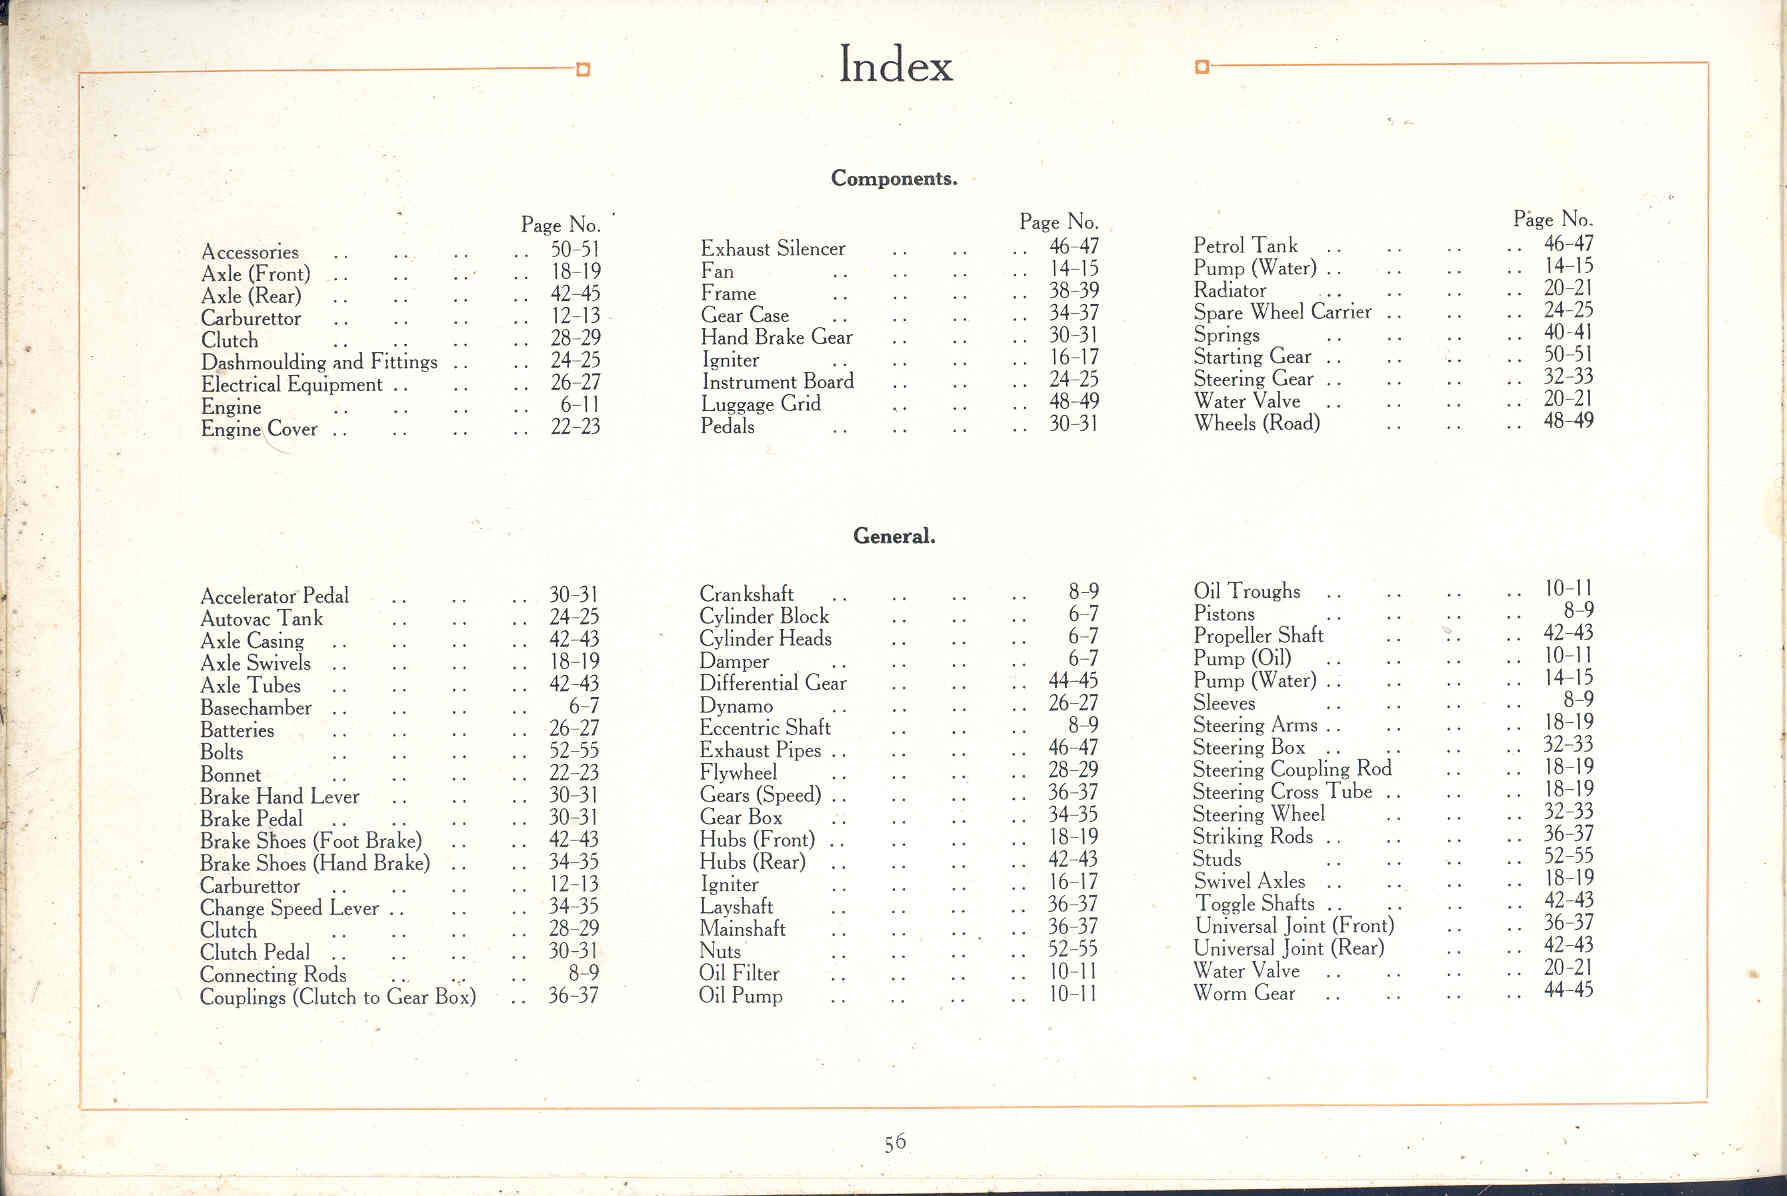 Index
Components.
Page No.
Accessories .. .. .. .. 50-51
Axle (Front) .. .. .. .. 18-19
Axle (Rear) .. .. .. .. 42-45
Carburettor .. .. .. .. 12-13
Clutch .. .. .. .. 28-29
Dashmoulding and Fittings .. .. 24-25
Electrical Equipment .. .. .. 26-27
Engine .. .. .. .. 6-11
Engine Cover .. .. .. .. 22-23
Page No.
Exhaust Silencer .. .. .. 46-47
Fan .. .. .. .. 14-15
Frame .. .. .. .. 38-39
Gear Case .. .. .. .. 34-37
Hand Brake Gear .. .. .. 30-31
Igniter .. .. .. .. 16-17
Instrument Board .. .. .. 24-25
Luggage Grid .. .. .. 48-49
Pedals .. .. .. .. 30-31
Page No.
Petrol Tank .. .. .. .. 46-47
Pump (Water) .. .. .. .. 14-15
Radiator .. .. .. .. 20-21
Spare Wheel Carrier .. .. .. 24-25
Springs .. .. .. .. 40-41
Starting Gear .. .. .. .. 50-51
Steering Gear .. .. .. .. 32-33
Water Valve .. .. .. .. 20-21
Wheels (Road) .. .. .. 48-49
General.
Accelerator Pedal .. .. .. 30-31
Autovac Tank .. .. .. 24-25
Axle Casing .. .. .. .. 42-43
Axle Swivels .. .. .. .. 18-19
Axle Tubes .. .. .. .. 42-43
Basechamber .. .. .. .. 6-7
Batteries .. .. .. .. 26-27
Bolts .. .. .. .. 52-55
Bonnet .. .. .. .. 22-23
Brake Hand Lever .. .. .. 30-31
Brake Pedal .. .. .. .. 30-31
Brake Shoes (Foot Brake) .. .. 42-43
Brake Shoes (Hand Brake) .. .. 34-35
Carburettor .. .. .. .. 12-13
Change Speed Lever .. .. .. 34-35
Clutch .. .. .. .. 28-29
Clutch Pedal .. .. .. .. 30-31
Connecting Rods .. .. .. 8-9
Couplings (Clutch to Gear Box) .. 36-37
Crankshaft .. .. .. .. 8-9
Cylinder Block .. .. .. 6-7
Cylinder Heads .. .. .. 6-7
Damper .. .. .. .. 6-7
Differential Gear .. .. .. 44-45
Dynamo .. .. .. .. 26-27
Eccentric Shaft .. .. .. 8-9
Exhaust Pipes .. .. .. .. 46-47
Flywheel .. .. .. .. 28-29
Gears (Speed) .. .. .. .. 36-37
Gear Box .. .. .. .. 34-35
Hubs (Front) .. .. .. .. 18-19
Hubs (Rear) .. .. .. .. 42-43
Igniter .. .. .. .. 16-17
Layshaft .. .. .. .. 36-37
Mainshaft .. .. .. .. 36-37
Nuts .. .. .. .. 52-55
Oil Filter .. .. .. .. 10-11
Oil Pump .. .. .. .. 10-11
Oil Troughs .. .. .. .. 10-11
Pistons .. .. .. .. 8-9
Propeller Shaft .. .. .. 42-43
Pump (Oil) .. .. .. .. 10-11
Pump (Water) .. .. .. .. 14-15
Sleeves .. .. .. .. 8-9
Steering Arms .. .. .. .. 18-19
Steering Box .. .. .. .. 32-33
Steering Coupling Rod .. .. 18-19
Steering Cross Tube .. .. .. 18-19
Steering Wheel .. .. .. 32-33
Striking Rods .. .. .. .. 36-37
Studs .. .. .. .. 52-55
Swivel Axles .. .. .. .. 18-19
Toggle Shafts .. .. .. .. 42-43
Universal Joint (Front) .. .. 36-37
Universal Joint (Rear) .. .. 42-43
Water Valve .. .. .. .. 20-21
Worm Gear .. .. .. .. 44-45
56